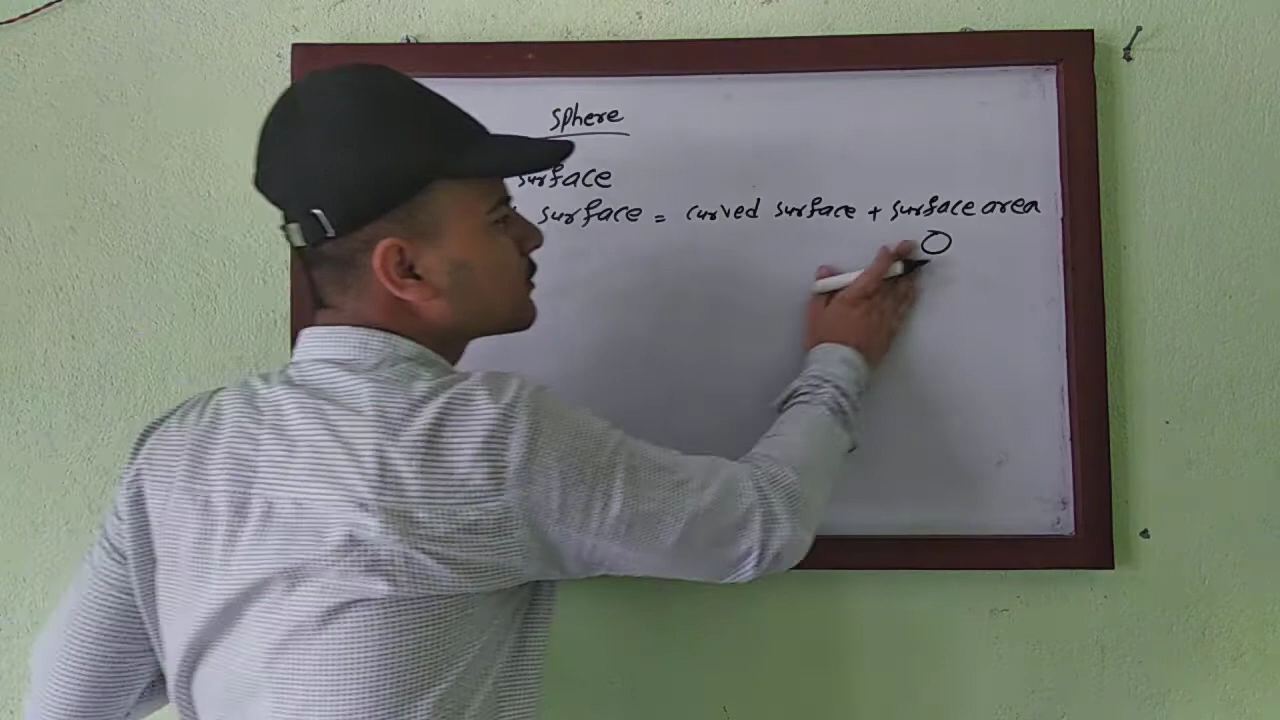 sphere
surface
surface = curved surface + surface area